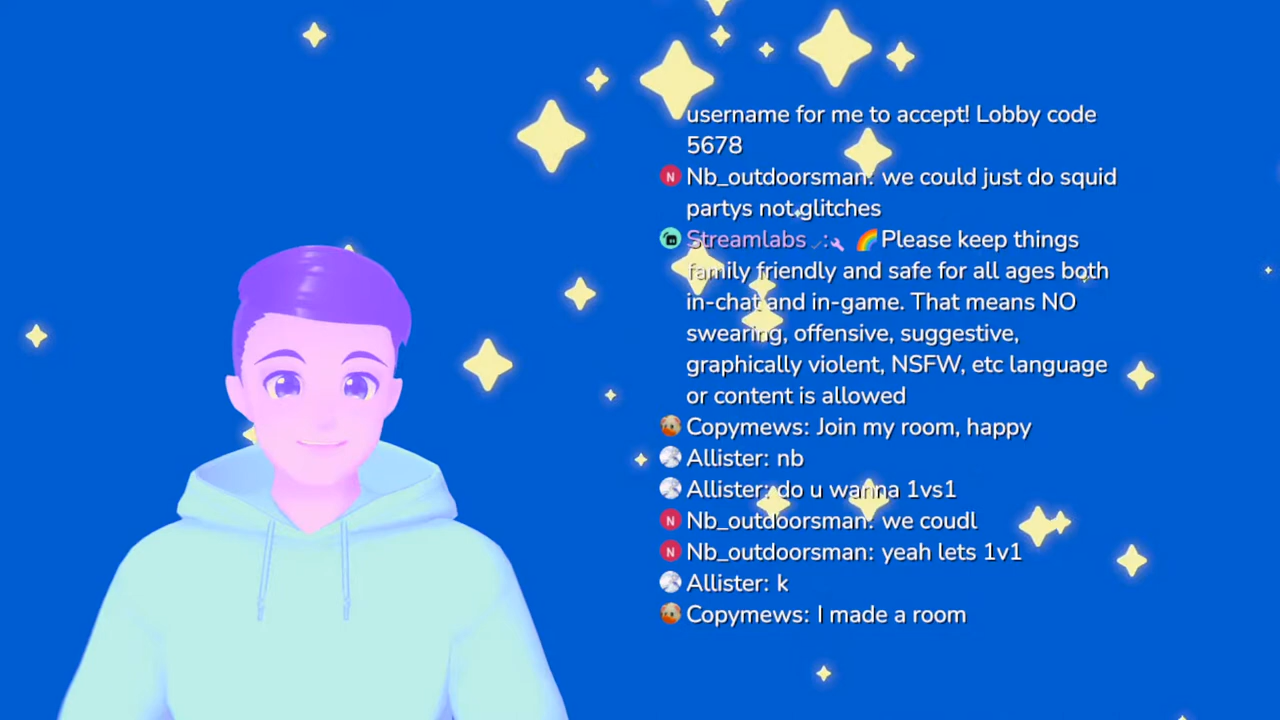 username for me to accept! Lobby code
5678
N Nb_outdoorsman: we could just do squid
partys not glitches
Streamlabs : 🌈Please keep things
family friendly and safe for all ages both
in-chat and in-game. That means NO
swearing, offensive, suggestive,
graphically violent, NSFW, etc language
or content is allowed
Copymews: Join my room, happy
Allister: nb
Allister: do u wanna 1vs1
N Nb_outdoorsman: we coudl
N Nb_outdoorsman: yeah lets 1v1
Allister: k
Copymews: I made a room